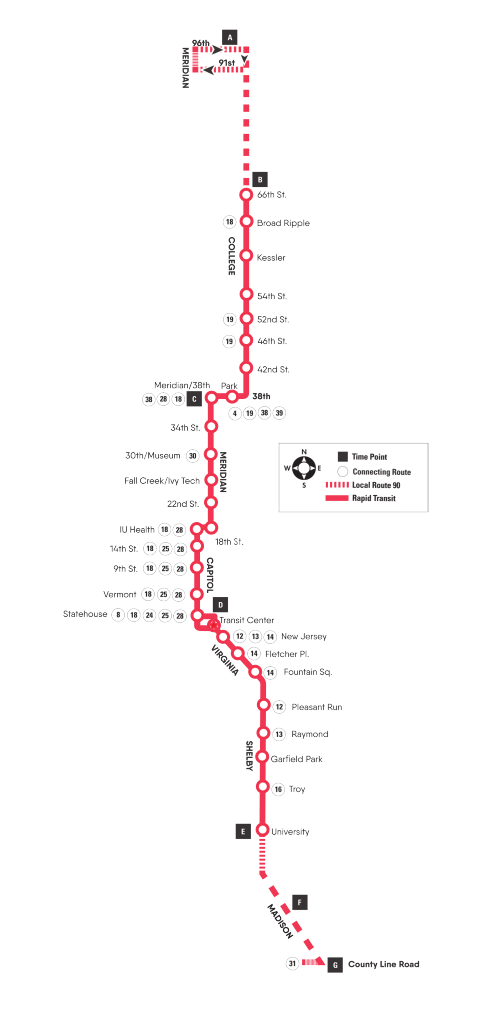 A
96th
91st
MERIDIAN
B
66th St.
18 Broad Ripple
COLLEGE
Kessler
54th St.
19 52nd St.
19 46th St.
42nd St.
Meridian/38th Park
38 28 18 C 38th
4 19 38 39
34th St.
30th/Museum 30
MERIDIAN
Fall Creek/Ivy Tech
22nd St.
N
W E
S
Time Point
Connecting Route
Local Route 90
Rapid Transit
IU Health 18 28
18th St.
14th St. 18 25 28
9th St. 18 25 28
CAPITOL
Vermont 18 25 28
D
Statehouse 8 18 24 25 28
Transit Center
12 13 14 New Jersey
VIRGINIA
14 Fletcher Pl.
14 Fountain Sq.
12 Pleasant Run
13 Raymond
SHELBY
Garfield Park
16 Troy
E University
F
MADISON
31 G County Line Road